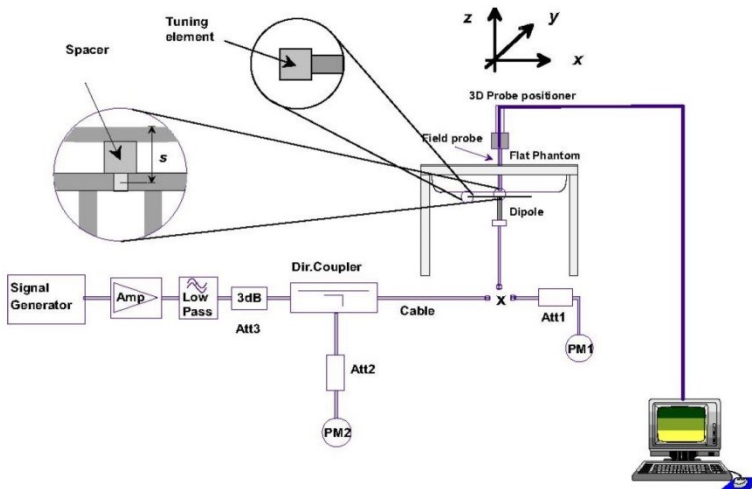 Tuning
element
Spacer
s
z
y
x
3D Probe positioner
Field probe
Flat Phantom
Dipole
Signal
Generator
Amp
Low
Pass
3dB
Att3
Dir.Coupler
Cable
x
Att1
PM1
Att2
PM2